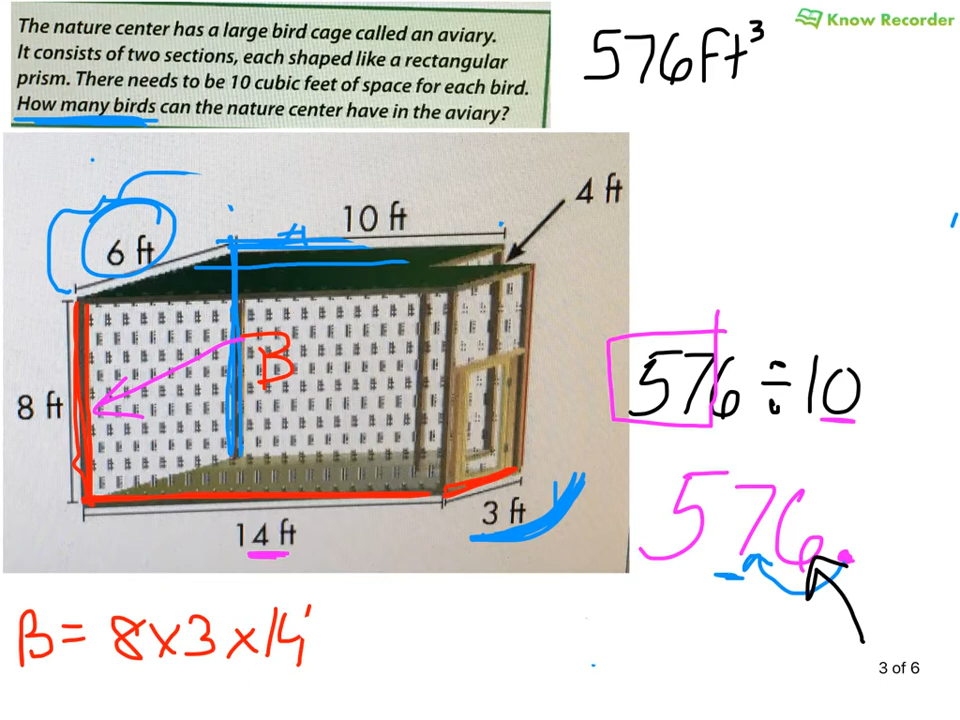 The nature center has a large bird cage called an aviary.
It consists of two sections, each shaped like a rectangular
prism. There needs to be 10 cubic feet of space for each bird.
How many birds can the nature center have in the aviary?
Know Recorder
576 ft³
4 ft
10 ft
6 ft
A
B
8 ft
576 ÷ 10
14 ft
3 ft
576.
B = 8 x 3 x 14
3 of 6